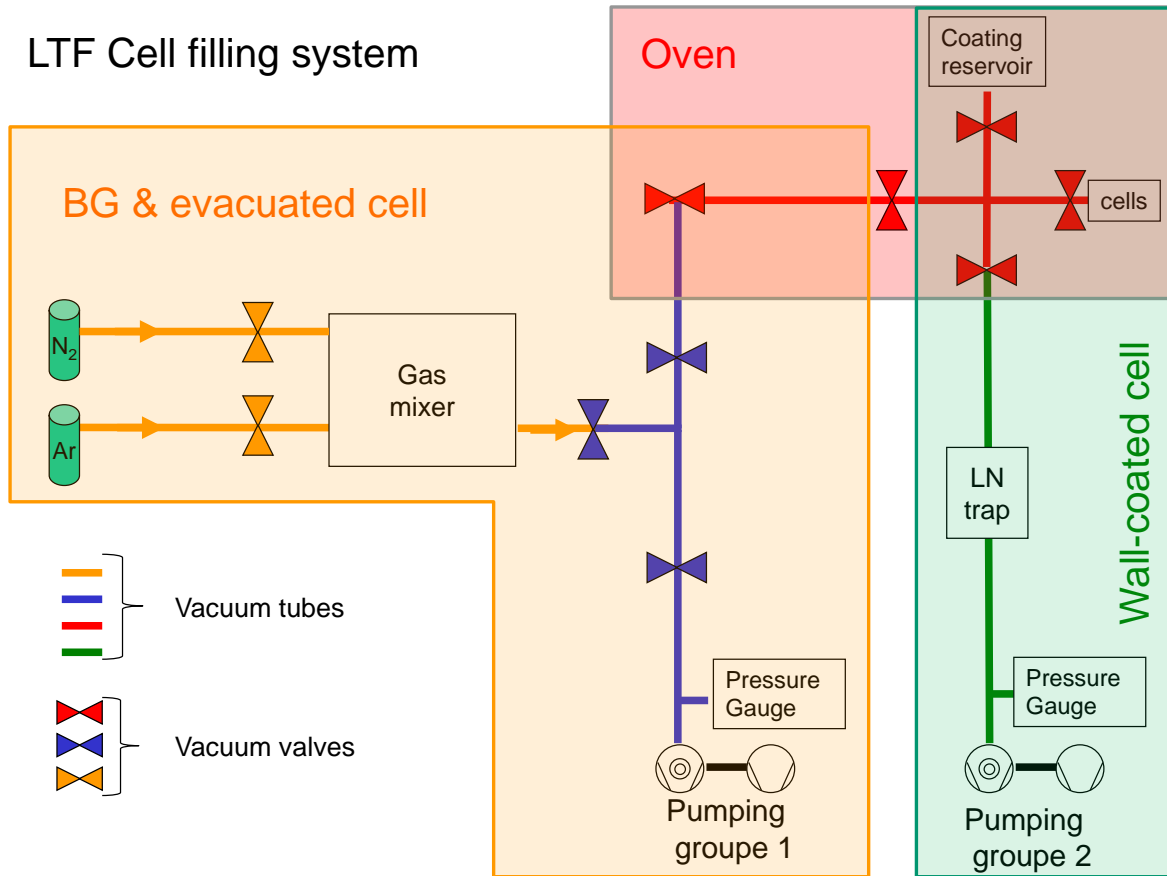 LTF Cell filling system
Oven
Coating
reservoir
BG & evacuated cell
cells
N₂
Ar
Gas
mixer
LN
trap
Wall-coated cell
Vacuum tubes
Vacuum valves
Pressure
Gauge
Pressure
Gauge
Pumping
groupe 1
Pumping
groupe 2